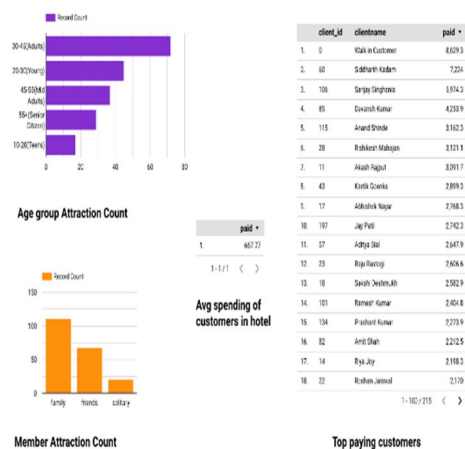 Record Count
30-45(Adults)
20-30(Young)
45-55(Mid
Adults)
55+(Senior
Citizen)
10-20(Teens)
0
20
40
60
80
Age group Attraction Count
Record Count
150
100
50
0
family
friends
solitary
Member Attraction Count
paid
1. 667.77
1-1/1 < >
Avg spending of
customers in hotel
client_id clientname paid
1. 0 Walk in Customer 8,629.3
2. 60 Siddharth Kadam 7,224
3. 106 Sanjay Singhania 5,974.3
4. 85 Devansh Kumar 4,253.9
5. 115 Anand Shinde 3,162.3
6. 28 Rishikesh Mahajan 3,121.1
7. 11 Akash Rajput 3,091.7
8. 43 Kartik Goenka 2,899.3
9. 17 Abhishek Nayar 2,768.3
10. 197 Jay Patil 2,742.3
11. 57 Aditya Sial 2,647.9
12. 23 Raju Rastogi 2,606.6
13. 18 Sakshi Deshmukh 2,582.9
14. 101 Ramesh Kumar 2,404.8
15. 134 Prashant Kumar 2,273.9
16. 82 Amit Shah 2,212.5
17. 14 Riya Joy 2,198.3
18. 22 Roshan Jaiswal 2,170
1-100/215 < >
Top paying customers